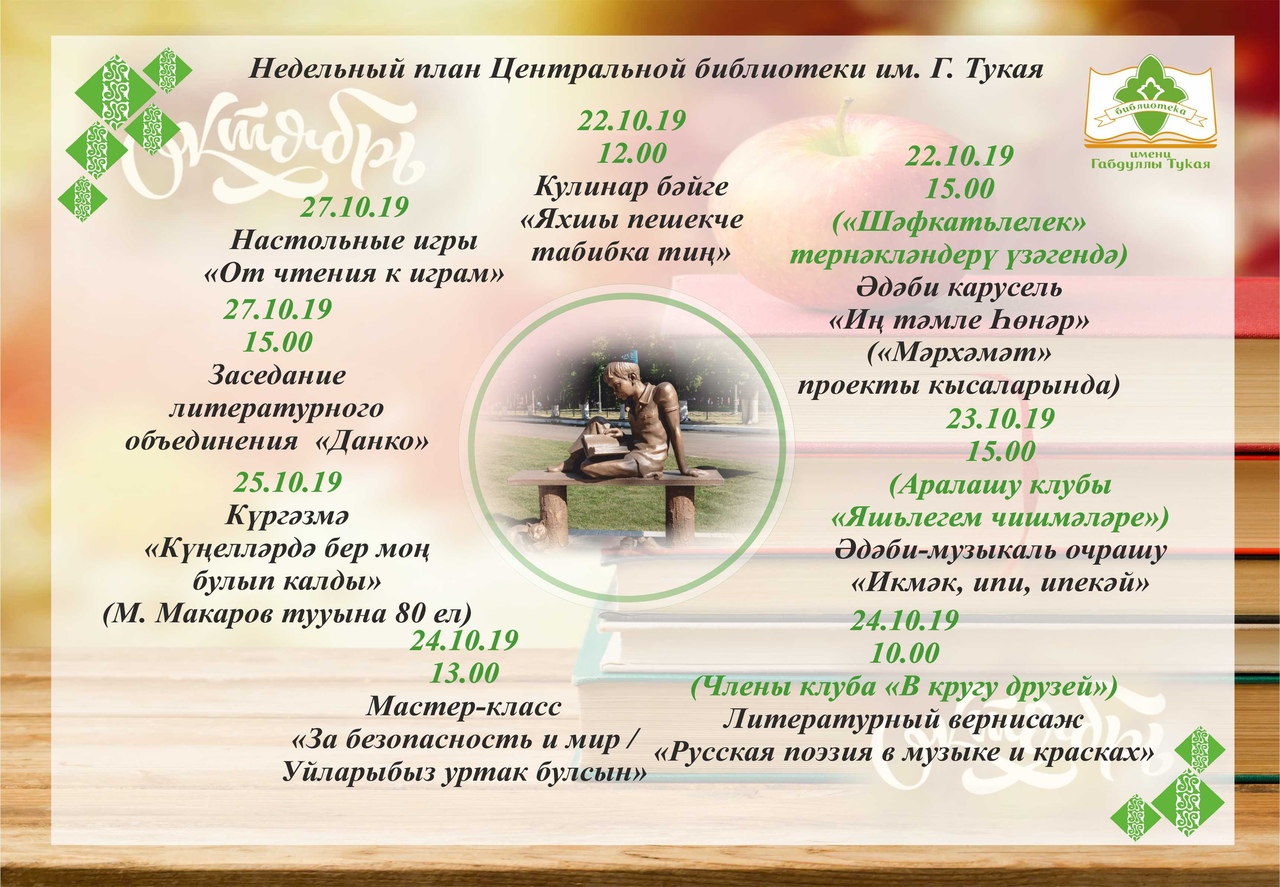 Недельный план Центральной библиотеки им. Г. Тукая
Октябрь
библиотека
имени
Габдуллы Тукая
22.10.19
12.00
Кулинар бәйге
«Яхшы пешекче
табибка тиң»
22.10.19
15.00
(«Шәфкатьлелек»
тернәкләндерү үзәгендә)
Әдәби карусель
«Иң тәмле Һөнәр»
(«Мәрхәмәт»
проекты кысаларында)
23.10.19
15.00
(Аралашу клубы
«Яшьлегем чишмәләре»)
Әдәби-музыкаль очрашу
«Икмәк, ипи, ипекәй»
24.10.19
10.00
(Члены клуба «В кругу друзей»)
Литературный вернисаж
«Русская поэзия в музыке и красках»
24.10.19
13.00
Мастер-класс
«За безопасность и мир /
Уйларыбыз уртак булсын»
25.10.19
Күргәзмә
«Күңелләрдә бер моң
булып калды»
(М. Макаров тууына 80 ел)
27.10.19
15.00
Заседание
литературного
объединения «Данко»
27.10.19
Настольные игры
«От чтения к играм»
Октябрь